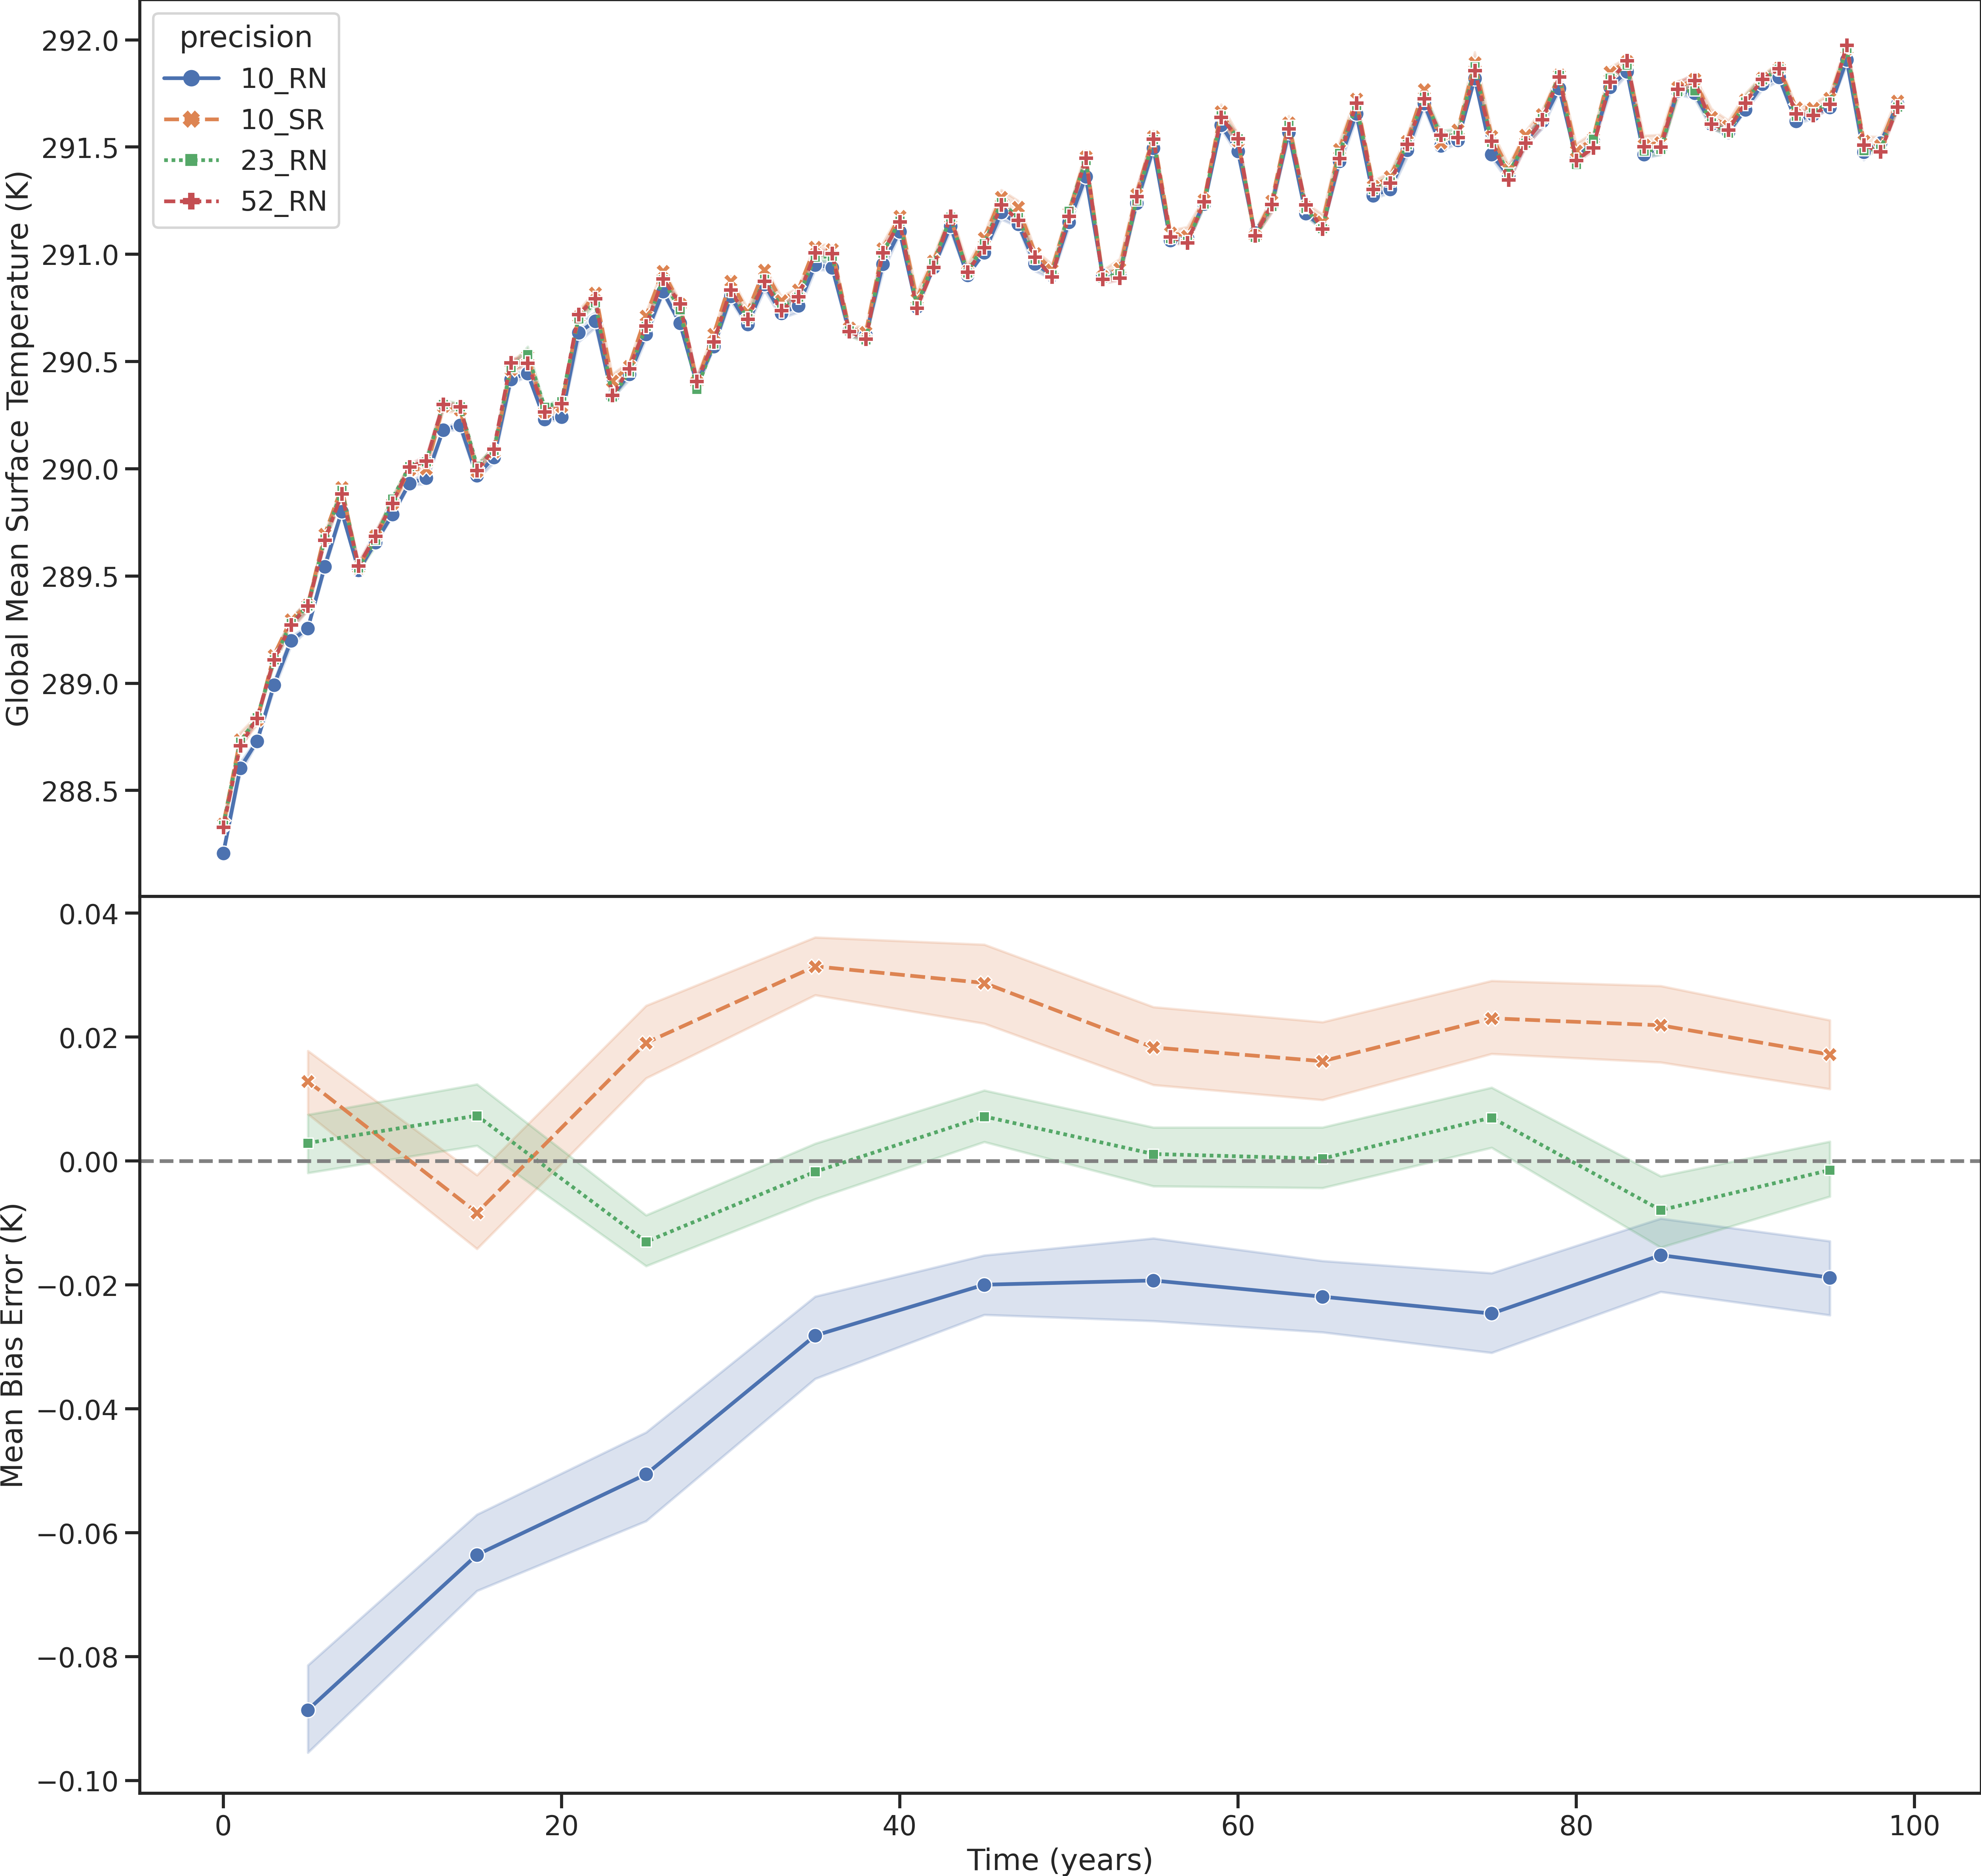 precision
10_RN
10_SR
23_RN
52_RN
292.0
291.5
291.0
290.5
290.0
289.5
289.0
288.5
Global Mean Surface Temperature (K)
0.04
0.02
0.00
−0.02
−0.04
−0.06
−0.08
−0.10
Mean Bias Error (K)
0 20 40 60 80 100
Time (years)